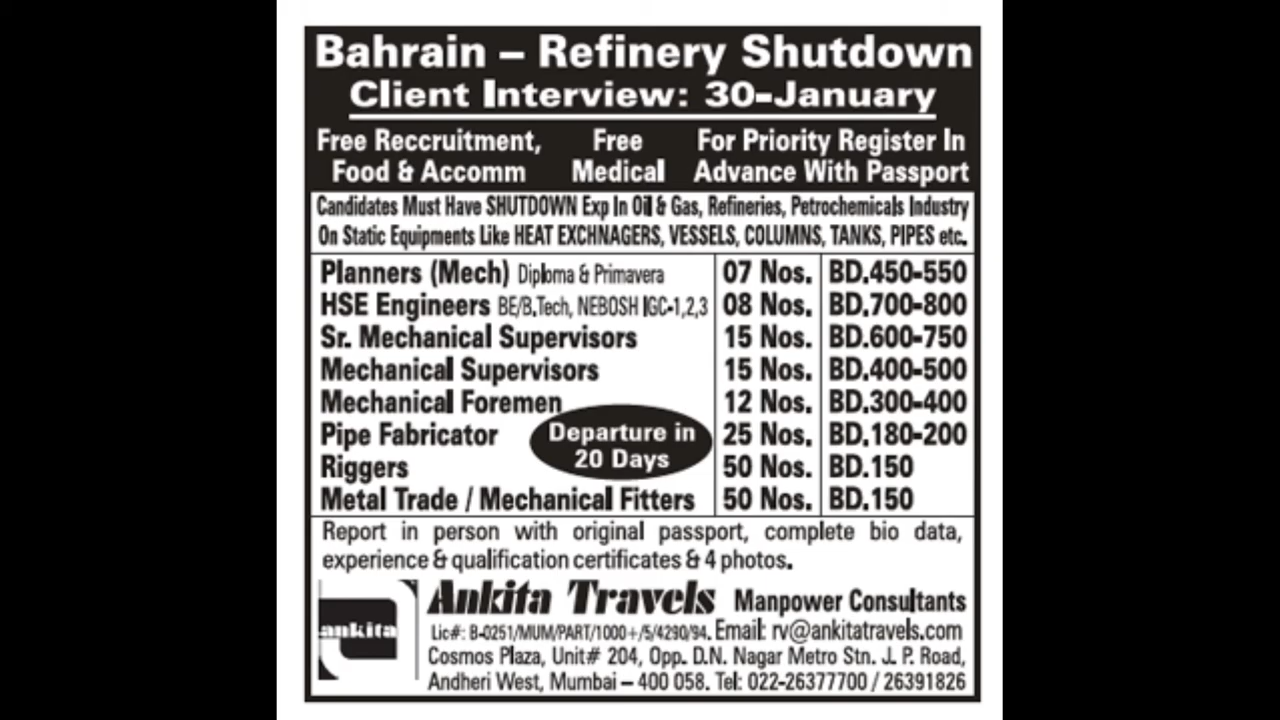 Bahrain – Refinery Shutdown
Client Interview: 30-January
Free Reccruitment, Free For Priority Register In
Food & Accomm Medical Advance With Passport
Candidates Must Have SHUTDOWN Exp In Oil & Gas, Refineries, Petrochemicals Industry
On Static Equipments Like HEAT EXCHNAGERS, VESSELS, COLUMNS, TANKS, PIPES etc.
Planners (Mech) Diploma & Primavera 07 Nos. BD.450-550
HSE Engineers BE/B.Tech, NEBOSH IGC-1,2,3 08 Nos. BD.700-800
Sr. Mechanical Supervisors 15 Nos. BD.600-750
Mechanical Supervisors 15 Nos. BD.400-500
Mechanical Foremen 12 Nos. BD.300-400
Pipe Fabricator 25 Nos. BD.180-200
Riggers 50 Nos. BD.150
Metal Trade / Mechanical Fitters 50 Nos. BD.150
Departure in
20 Days
Report in person with original passport, complete bio data,
experience & qualification certificates & 4 photos.
ankita
Ankita Travels Manpower Consultants
Lic#: B-0251/MUM/PART/1000+/5/4290/94. Email: rv@ankitatravels.com
Cosmos Plaza, Unit# 204, Opp. D.N. Nagar Metro Stn. J. P. Road,
Andheri West, Mumbai – 400 058. Tel: 022-26377700 / 26391826